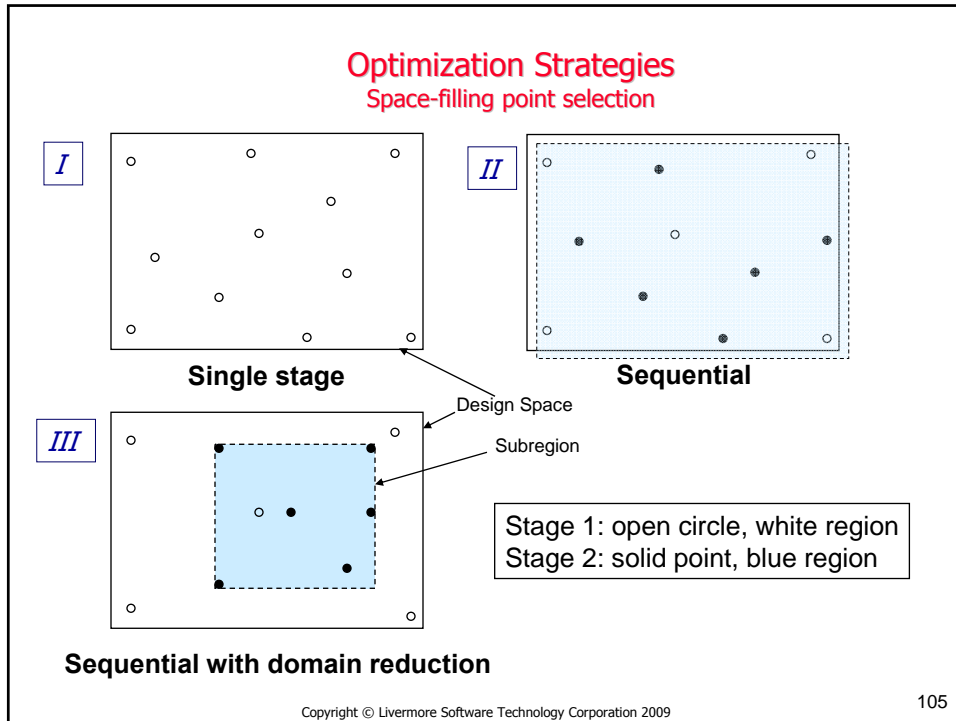 Optimization Strategies
Space-filling point selection
I
II
Single stage
Sequential
Design Space
III
Subregion
Stage 1: open circle, white region
Stage 2: solid point, blue region
Sequential with domain reduction
Copyright © Livermore Software Technology Corporation 2009
105